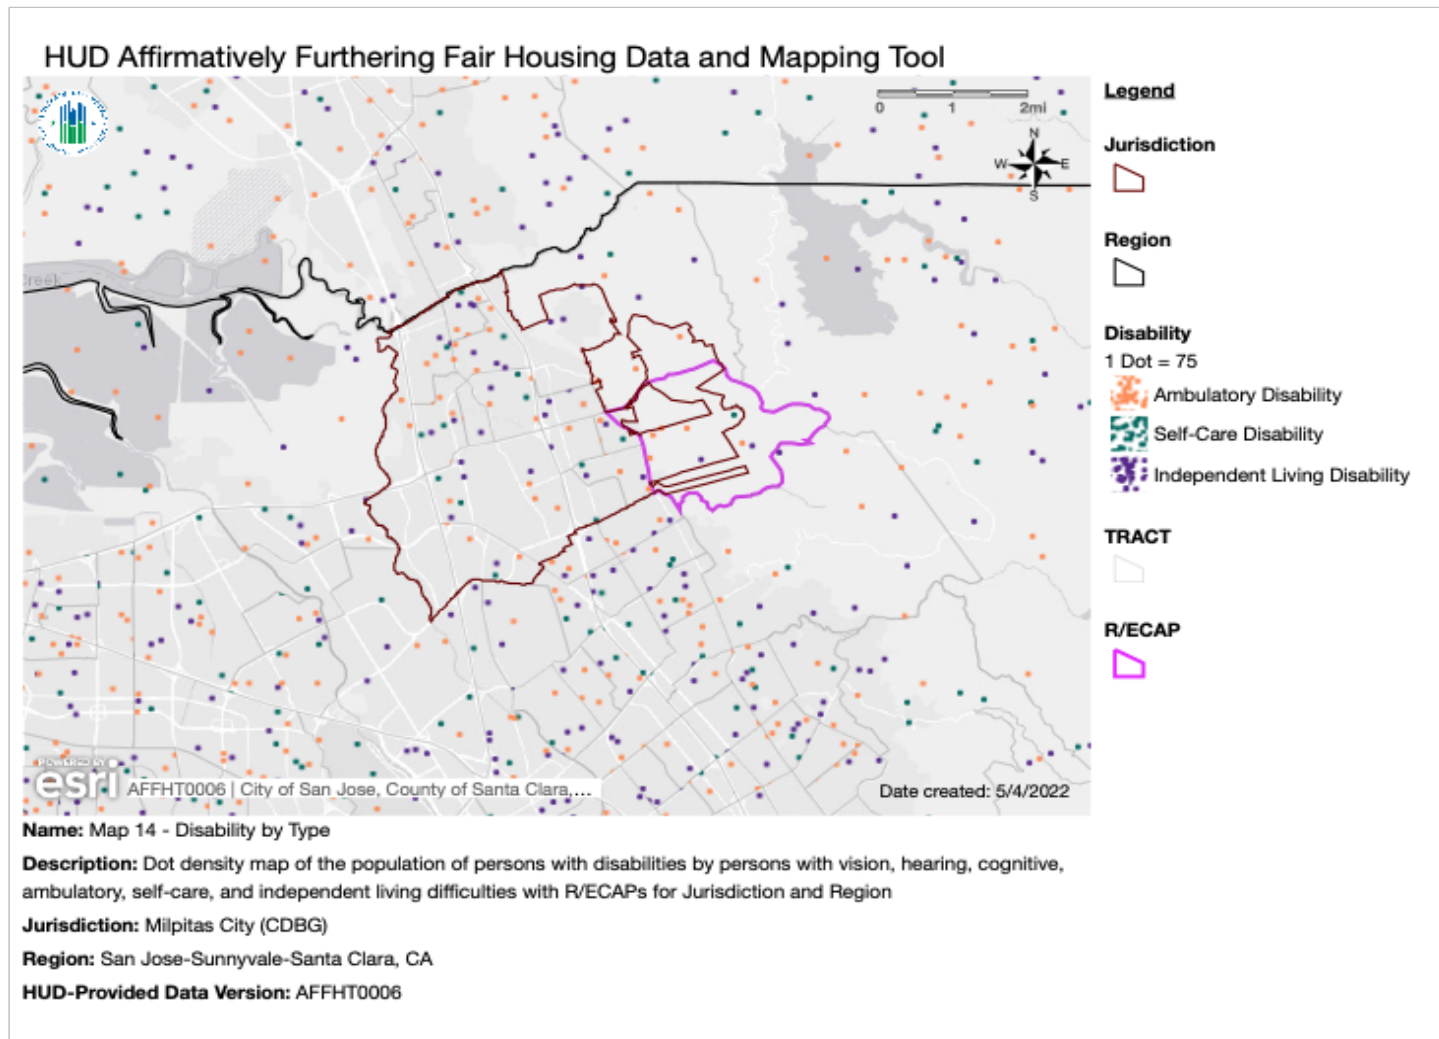 HUD Affirmatively Furthering Fair Housing Data and Mapping Tool
0 1 2mi
N
W E
S
Creek
POWERED BY
esri
AFFHT0006 | City of San Jose, County of Santa Clara,...
Date created: 5/4/2022
Legend
Jurisdiction
Region
Disability
1 Dot = 75
Ambulatory Disability
Self-Care Disability
Independent Living Disability
TRACT
R/ECAP
Name: Map 14 - Disability by Type
Description: Dot density map of the population of persons with disabilities by persons with vision, hearing, cognitive,
ambulatory, self-care, and independent living difficulties with R/ECAPs for Jurisdiction and Region
Jurisdiction: Milpitas City (CDBG)
Region: San Jose-Sunnyvale-Santa Clara, CA
HUD-Provided Data Version: AFFHT0006